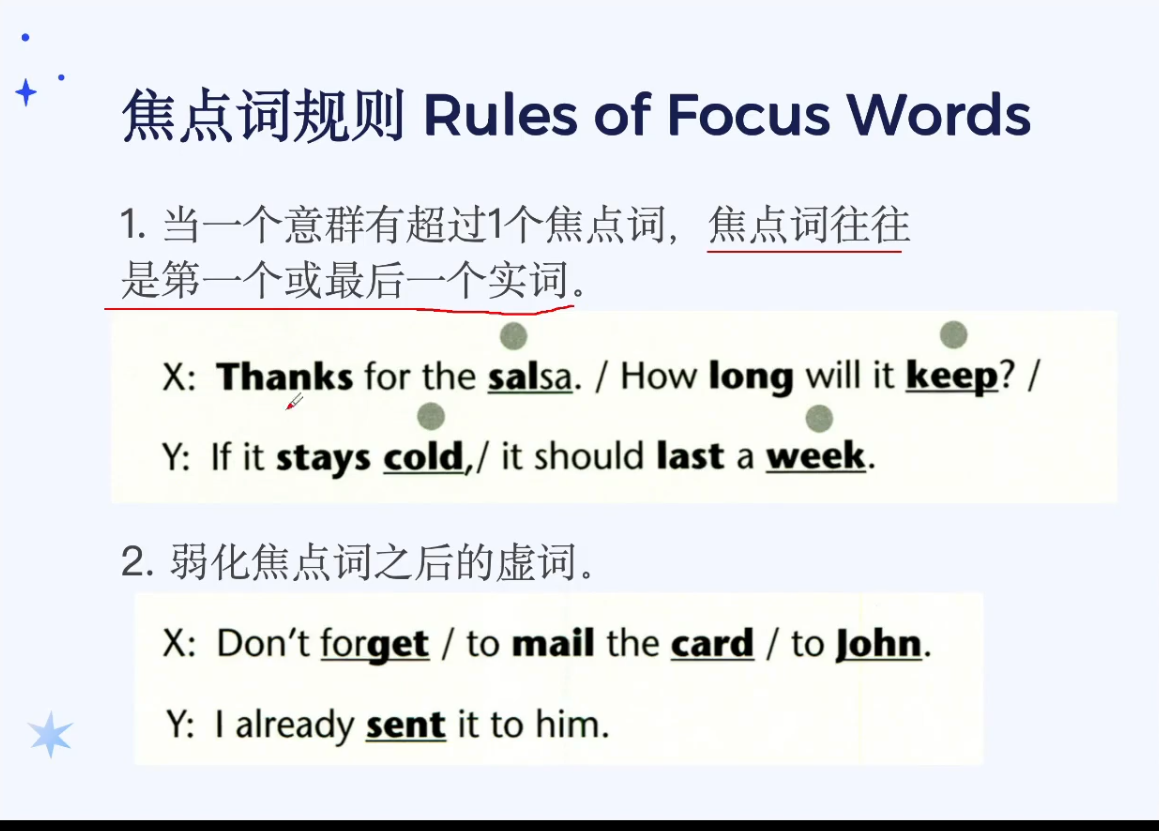 焦点词规则 Rules of Focus Words
1. 当一个意群有超过1个焦点词，焦点词往往
是第一个或最后一个实词。
X: Thanks for the salsa. / How long will it keep? /
Y: If it stays cold,/ it should last a week.
2. 弱化焦点词之后的虚词。
X: Don't forget / to mail the card / to John.
Y: I already sent it to him.